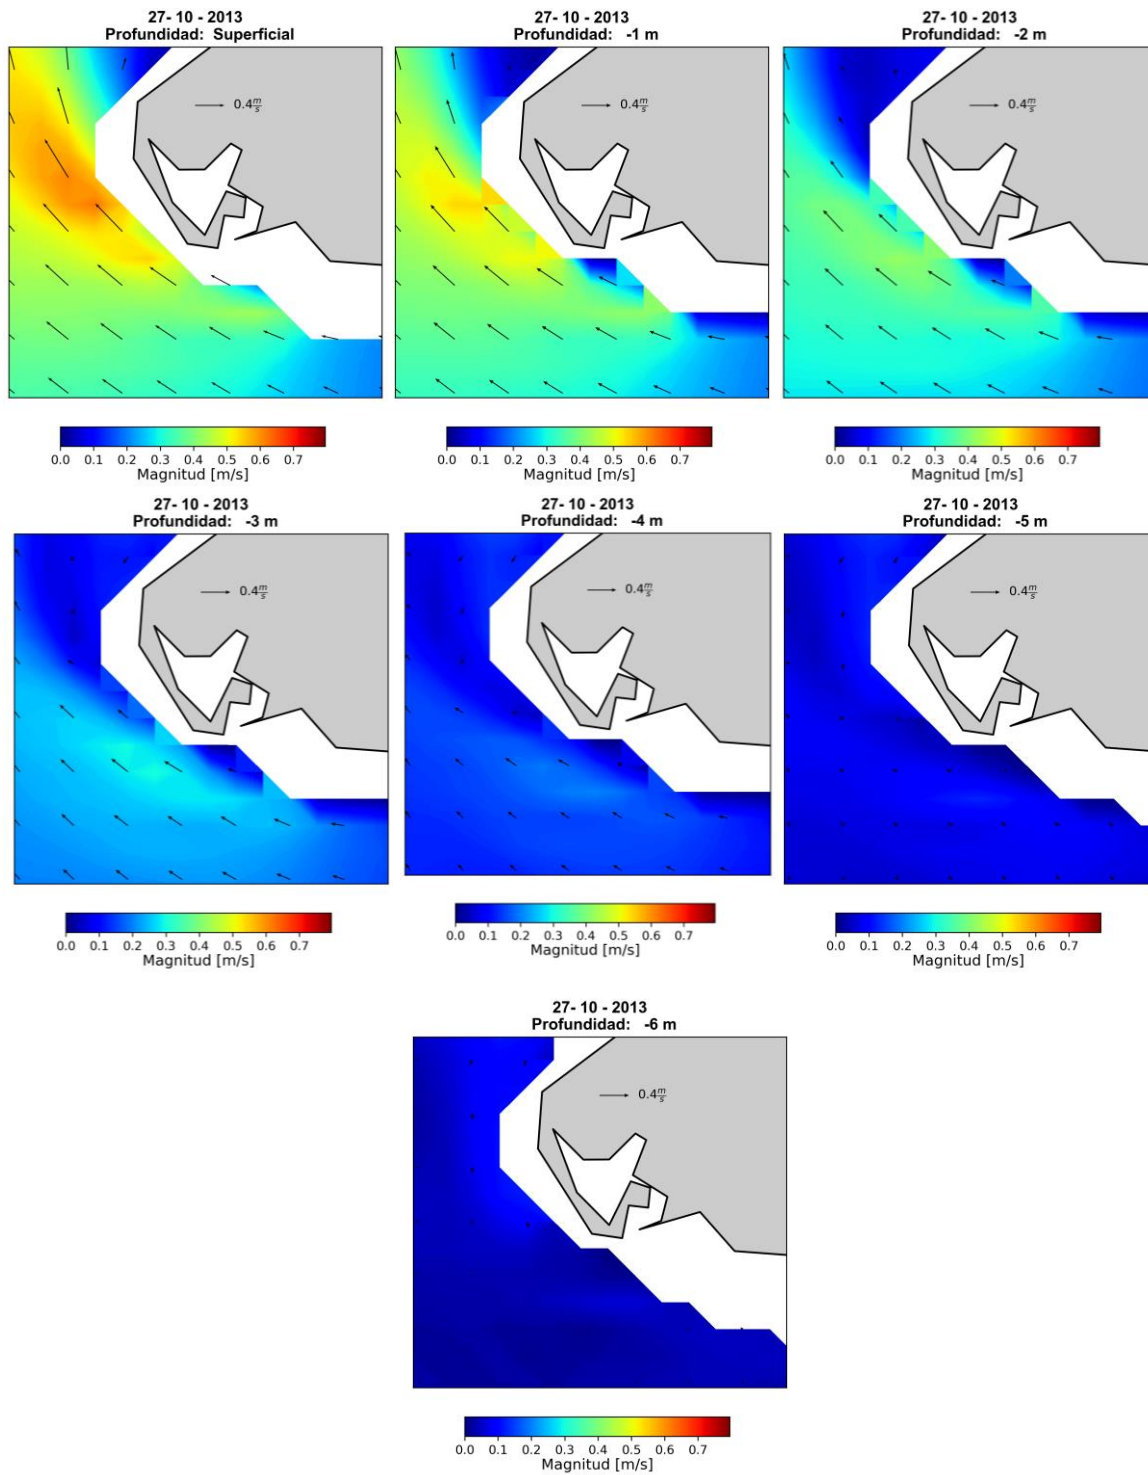 27- 10 - 2013
Profundidad: Superficial
0.4 m/s
0.0 0.1 0.2 0.3 0.4 0.5 0.6 0.7
Magnitud [m/s]
27- 10 - 2013
Profundidad: -1 m
0.4 m/s
0.0 0.1 0.2 0.3 0.4 0.5 0.6 0.7
Magnitud [m/s]
27- 10 - 2013
Profundidad: -2 m
0.4 m/s
0.0 0.1 0.2 0.3 0.4 0.5 0.6 0.7
Magnitud [m/s]
27- 10 - 2013
Profundidad: -3 m
0.4 m/s
0.0 0.1 0.2 0.3 0.4 0.5 0.6 0.7
Magnitud [m/s]
27- 10 - 2013
Profundidad: -4 m
0.4 m/s
0.0 0.1 0.2 0.3 0.4 0.5 0.6 0.7
Magnitud [m/s]
27- 10 - 2013
Profundidad: -5 m
0.4 m/s
0.0 0.1 0.2 0.3 0.4 0.5 0.6 0.7
Magnitud [m/s]
27- 10 - 2013
Profundidad: -6 m
0.4 m/s
0.0 0.1 0.2 0.3 0.4 0.5 0.6 0.7
Magnitud [m/s]